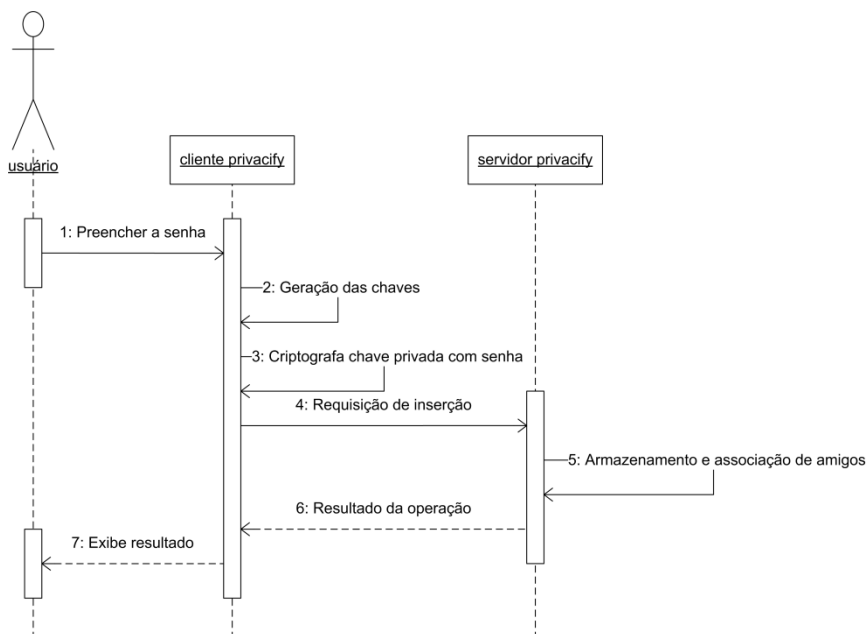 usuário
cliente privacify
servidor privacify
1: Preencher a senha
2: Geração das chaves
3: Criptografa chave privada com senha
4: Requisição de inserção
5: Armazenamento e associação de amigos
6: Resultado da operação
7: Exibe resultado